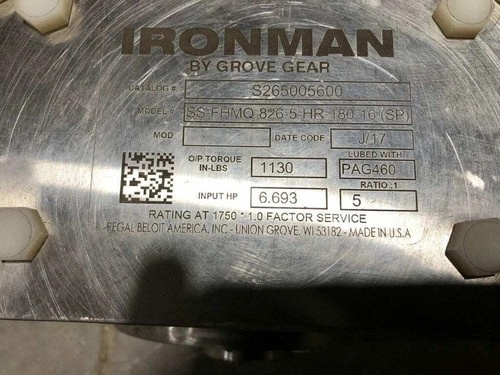 IRONMAN
BY GROVE GEAR
CATALOG # S265005600
MODEL # SS-FHMQ-826-5-HR-180-16 (SP)
MOD DATE CODE J/17
O/P TORQUE IN-LBS 1130 LUBED WITH PAG460
INPUT HP 6.693 RATIO :1 5
RATING AT 1750 * 1.0 FACTOR SERVICE
REGAL BELOIT AMERICA, INC - UNION GROVE, WI 53182 - MADE IN U.S.A